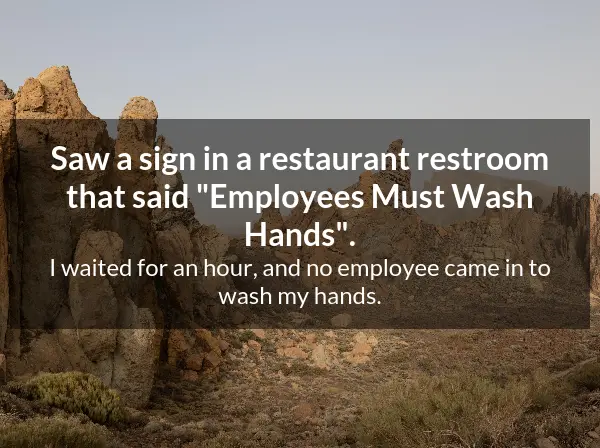 Saw a sign in a restaurant restroom
that said "Employees Must Wash
Hands".
I waited for an hour, and no employee came in to
wash my hands.